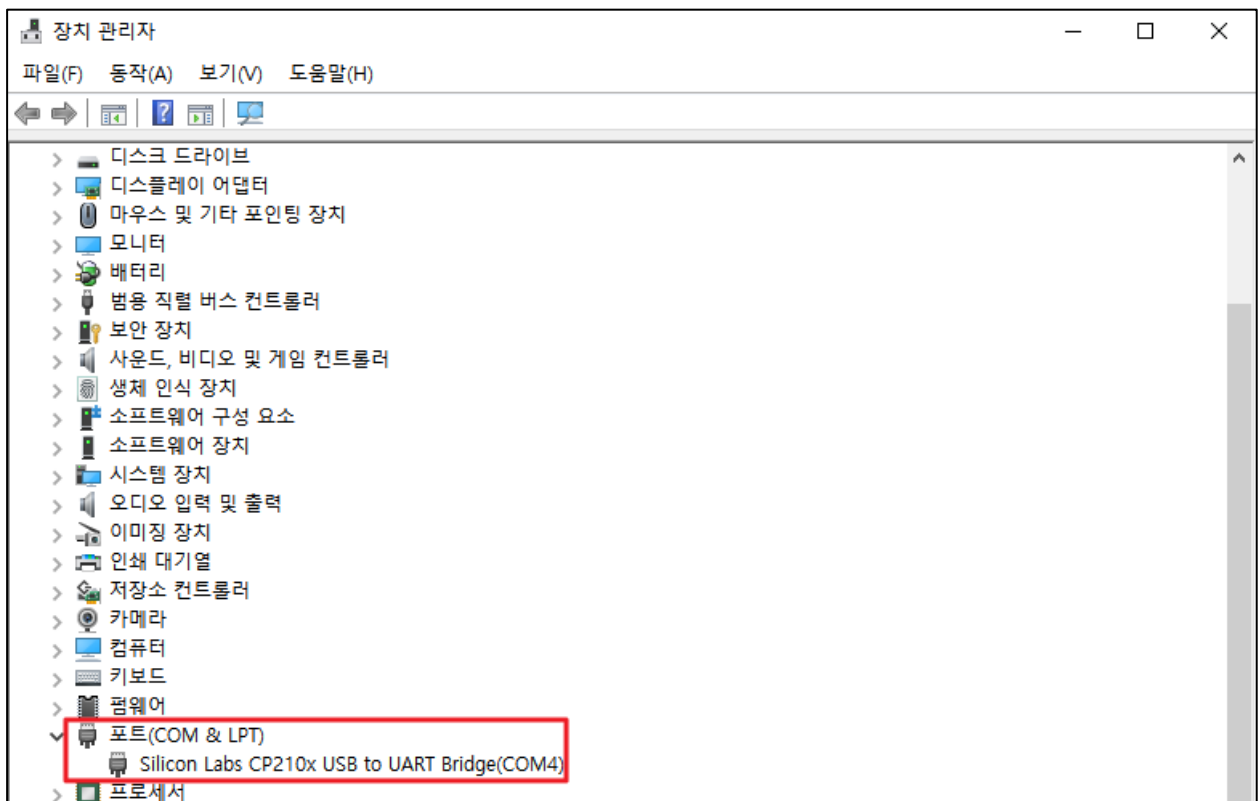 장치 관리자
파일(F) 동작(A) 보기(V) 도움말(H)
디스크 드라이브
디스플레이 어댑터
마우스 및 기타 포인팅 장치
모니터
배터리
범용 직렬 버스 컨트롤러
보안 장치
사운드, 비디오 및 게임 컨트롤러
생체 인식 장치
소프트웨어 구성 요소
소프트웨어 장치
시스템 장치
오디오 입력 및 출력
이미징 장치
인쇄 대기열
저장소 컨트롤러
카메라
컴퓨터
키보드
펌웨어
포트(COM & LPT)
Silicon Labs CP210x USB to UART Bridge(COM4)
프로세서